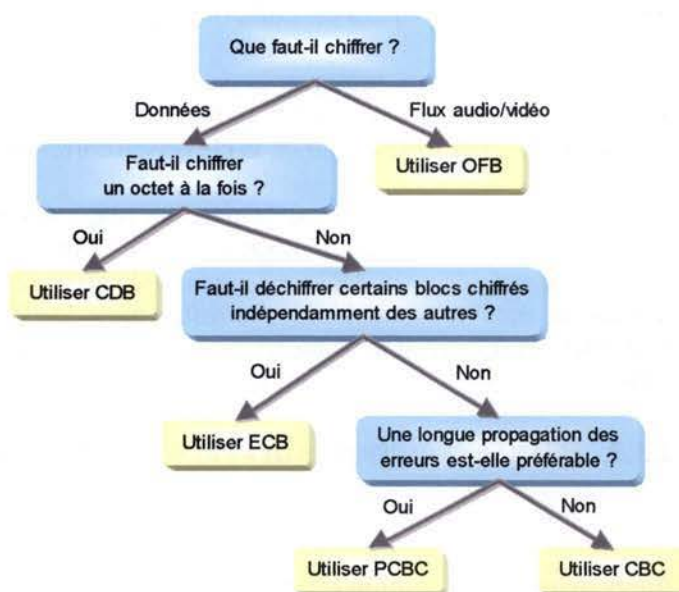 Que faut-il chiffrer ?
Données
Flux audio/vidéo
Faut-il chiffrer
un octet à la fois ?
Utiliser OFB
Oui
Non
Utiliser CDB
Faut-il déchiffrer certains blocs chiffrés
indépendamment des autres ?
Oui
Non
Utiliser ECB
Une longue propagation des
erreurs est-elle préférable ?
Oui
Non
Utiliser PCBC
Utiliser CBC